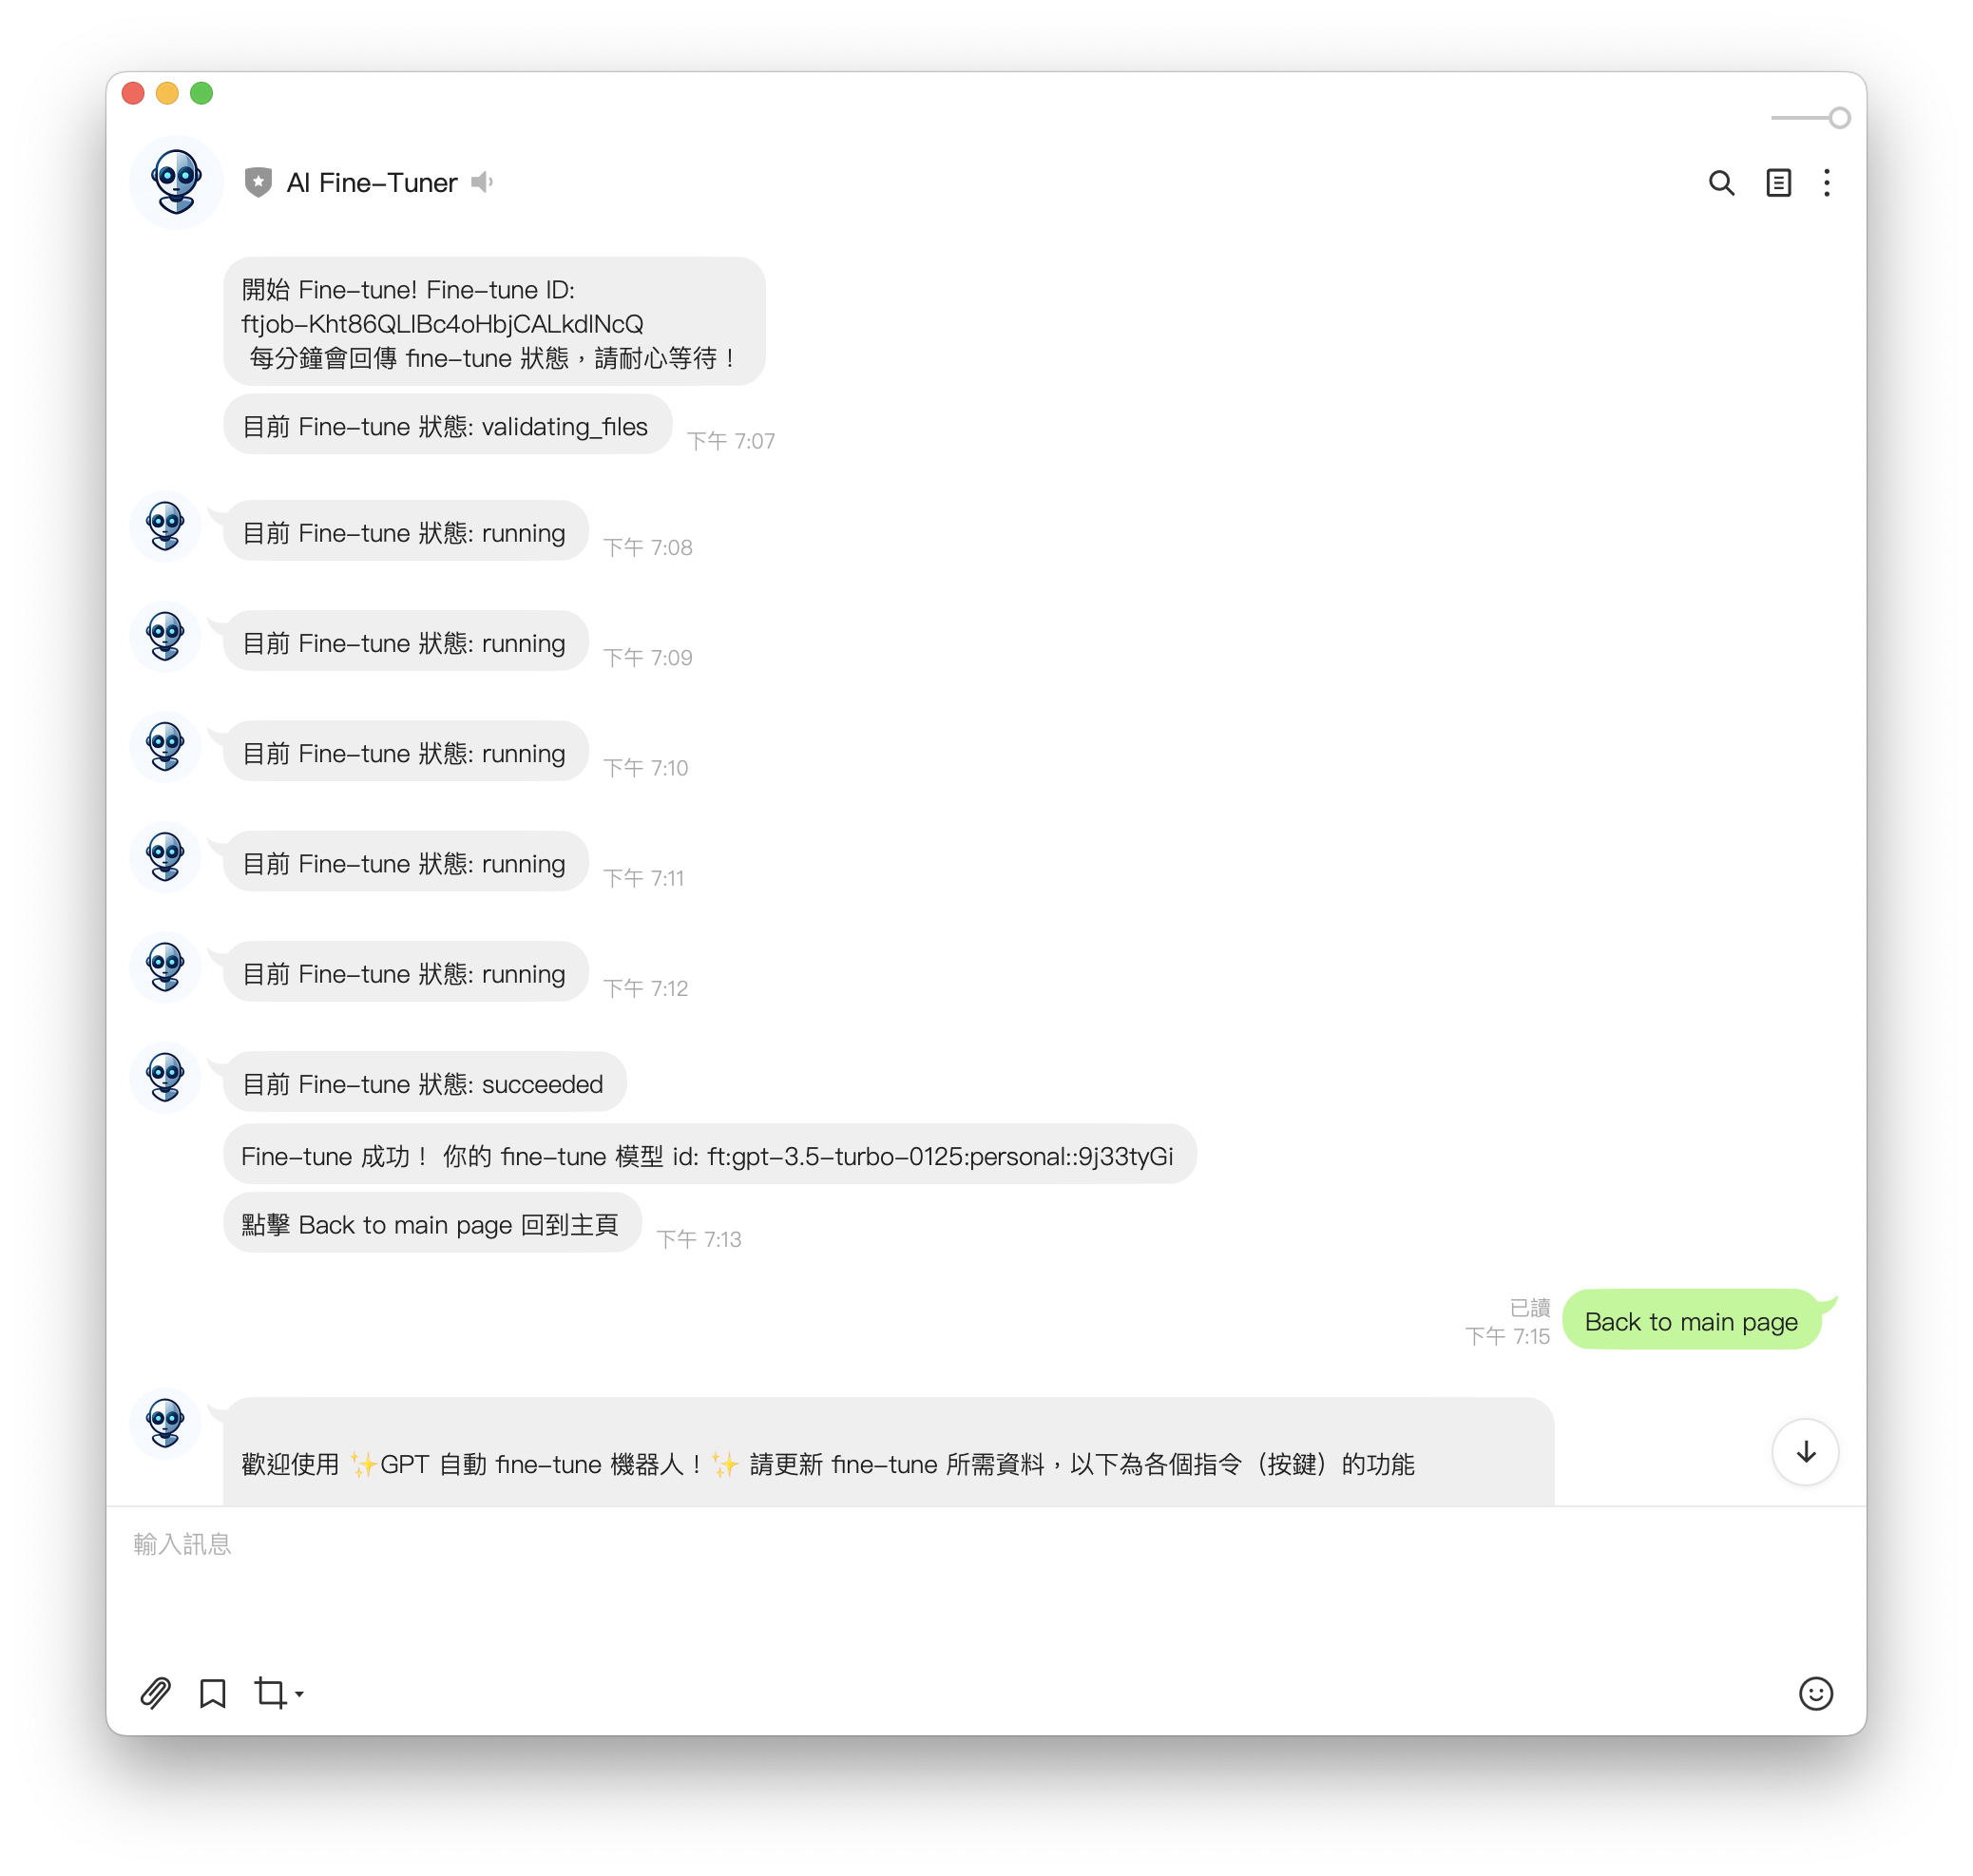 AI Fine-Tuner
開始 Fine-tune! Fine-tune ID:
ftjob-Kht86QLlBc4oHbjCALkdlNcQ
每分鐘會回傳 fine-tune 狀態，請耐心等待！
目前 Fine-tune 狀態: validating_files
下午 7:07
目前 Fine-tune 狀態: running
下午 7:08
目前 Fine-tune 狀態: running
下午 7:09
目前 Fine-tune 狀態: running
下午 7:10
目前 Fine-tune 狀態: running
下午 7:11
目前 Fine-tune 狀態: running
下午 7:12
目前 Fine-tune 狀態: succeeded
Fine-tune 成功！ 你的 fine-tune 模型 id: ft:gpt-3.5-turbo-0125:personal::9j33tyGi
點擊 Back to main page 回到主頁
下午 7:13
已讀
下午 7:15
Back to main page
歡迎使用 ✨GPT 自動 fine-tune 機器人！✨ 請更新 fine-tune 所需資料，以下為各個指令（按鍵）的功能
輸入訊息